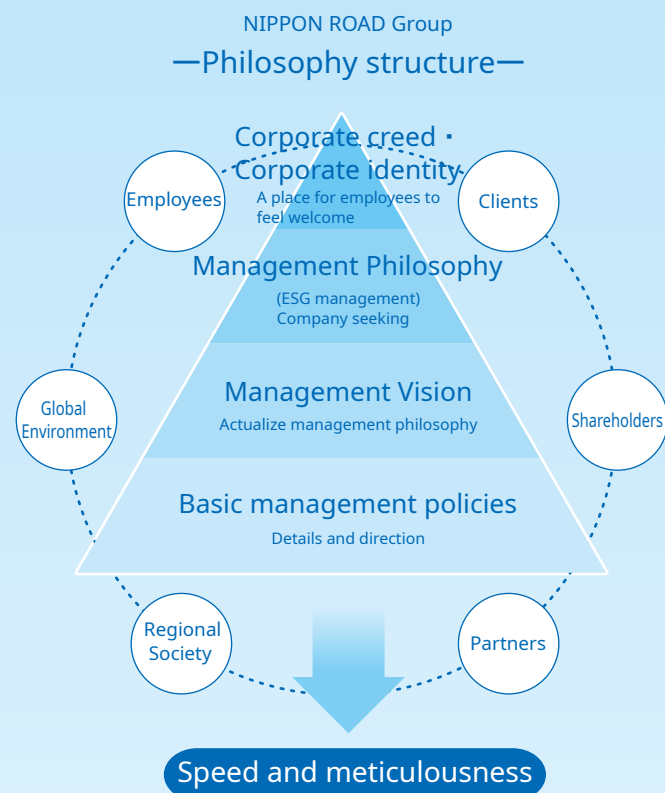 NIPPON ROAD Group
—Philosophy structure—
Corporate creed・
Corporate identity
A place for employees to
feel welcome
Employees
Clients
Management Philosophy
(ESG management)
Company seeking
Management Vision
Actualize management philosophy
Global
Environment
Shareholders
Basic management policies
Details and direction
Regional
Society
Partners
Speed and meticulousness